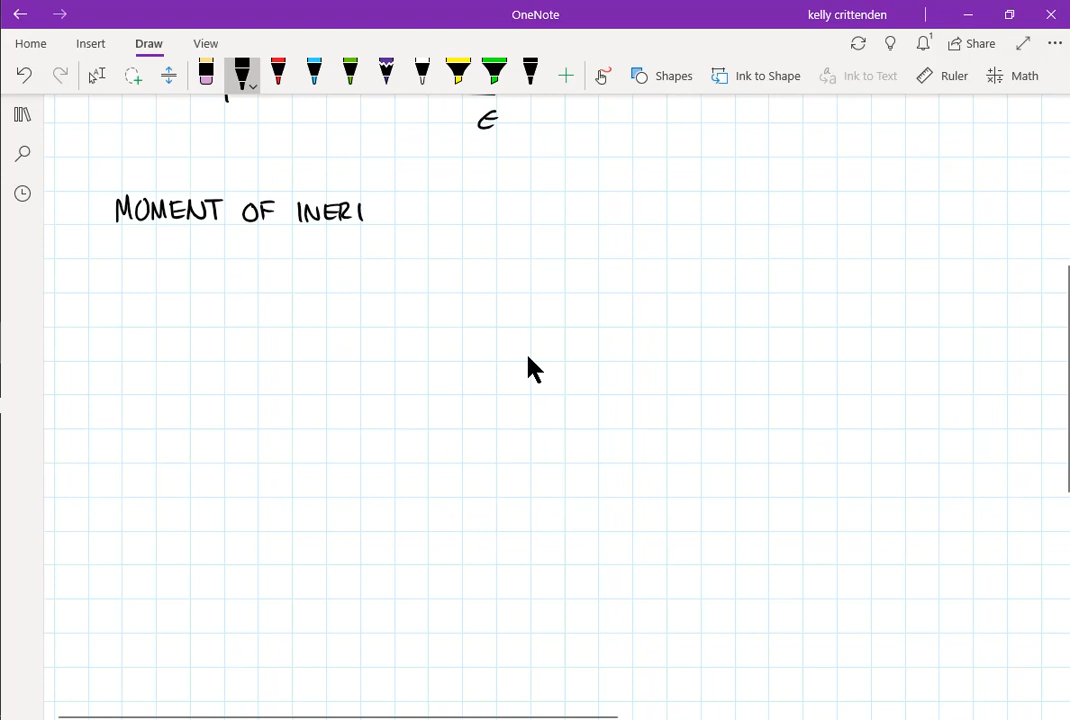 OneNote
kelly crittenden
Home Insert Draw View
Share
Shapes Ink to Shape Ink to Text Ruler Math
ϵ
MOMENT OF INERI